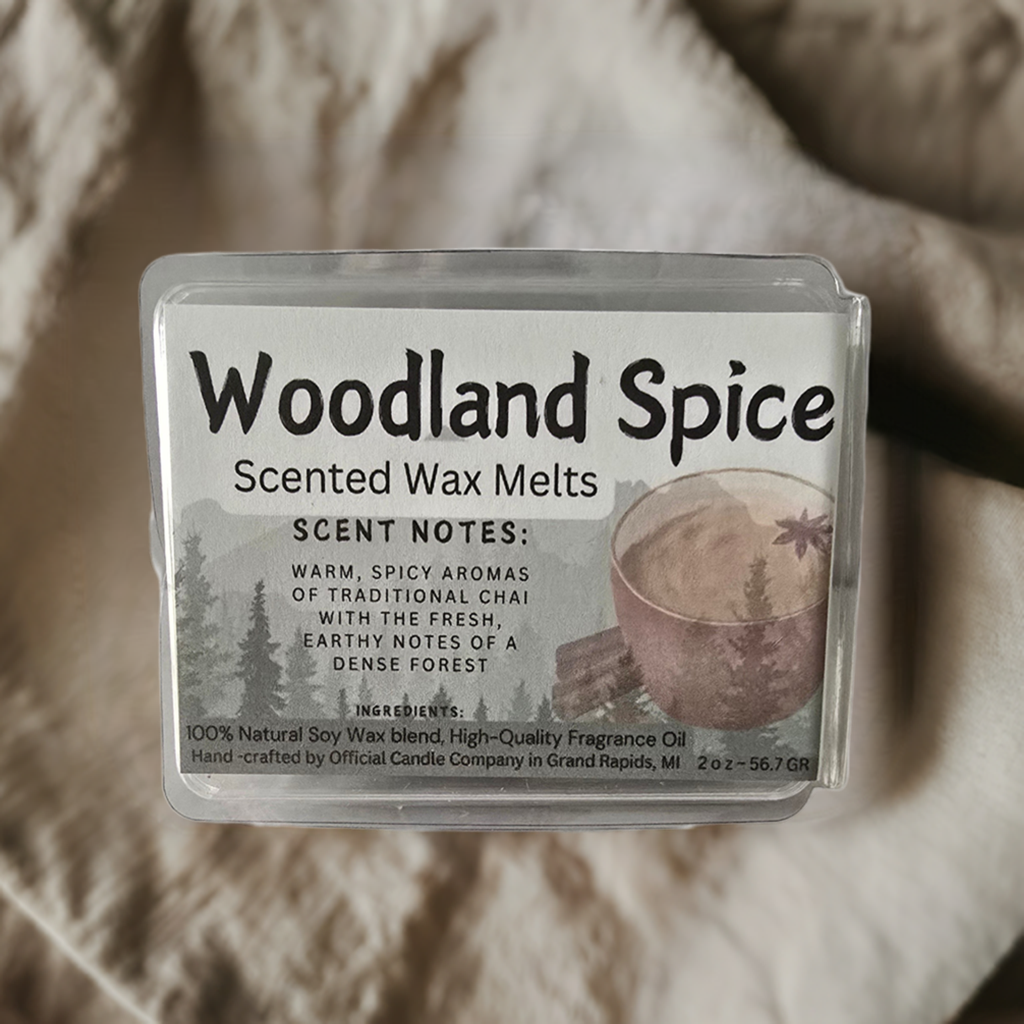 Woodland Spice
Scented Wax Melts
SCENT NOTES:
WARM, SPICY AROMAS
OF TRADITIONAL CHAI
WITH THE FRESH,
EARTHY NOTES OF A
DENSE FOREST
INGREDIENTS:
100% Natural Soy Wax blend, High-Quality Fragrance Oil
Hand -crafted by Official Candle Company in Grand Rapids, MI 2 oz ~ 56.7 GR